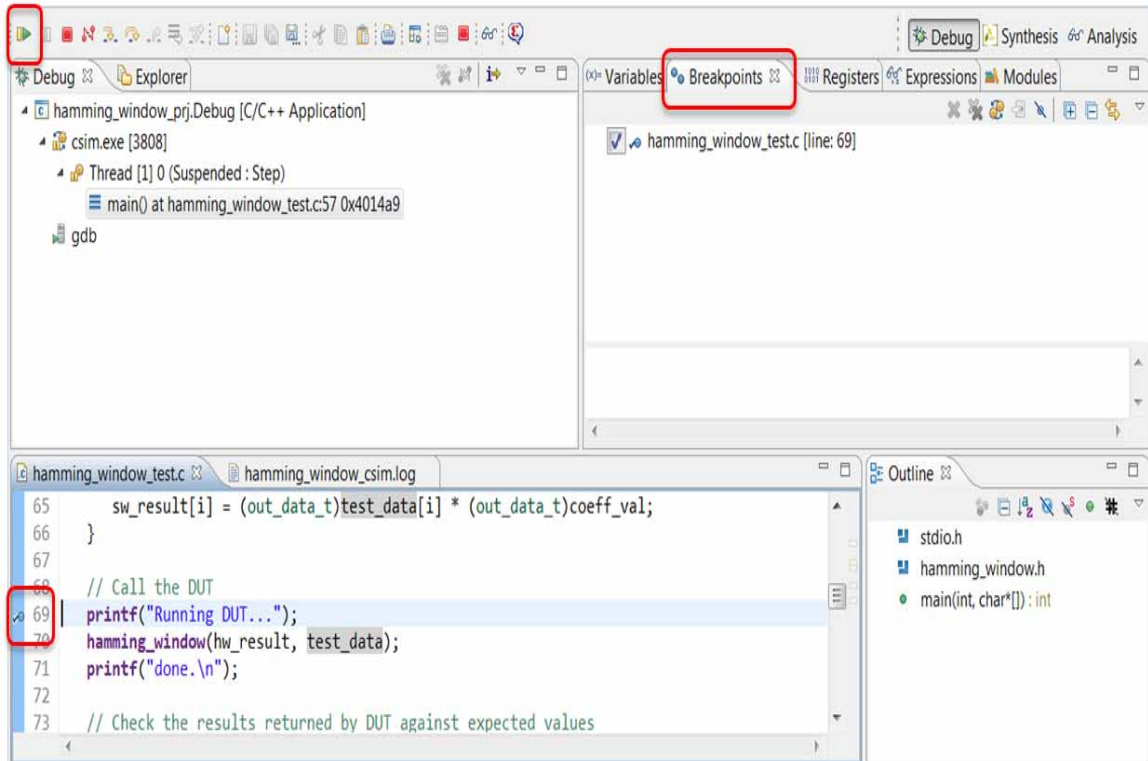 Debug Synthesis Analysis
Debug Explorer
(x)= Variables Breakpoints Registers Expressions Modules
hamming_window_prj.Debug [C/C++ Application]
csim.exe [3808]
Thread [1] 0 (Suspended : Step)
main() at hamming_window_test.c:57 0x4014a9
gdb
hamming_window_test.c [line: 69]
hamming_window_test.c hamming_window_csim.log
65 sw_result[i] = (out_data_t)test_data[i] * (out_data_t)coeff_val;
66 }
67
68 // Call the DUT
69 printf("Running DUT...");
70 hamming_window(hw_result, test_data);
71 printf("done.\n");
72
73 // Check the results returned by DUT against expected values
Outline
stdio.h
hamming_window.h
main(int, char*[]) : int